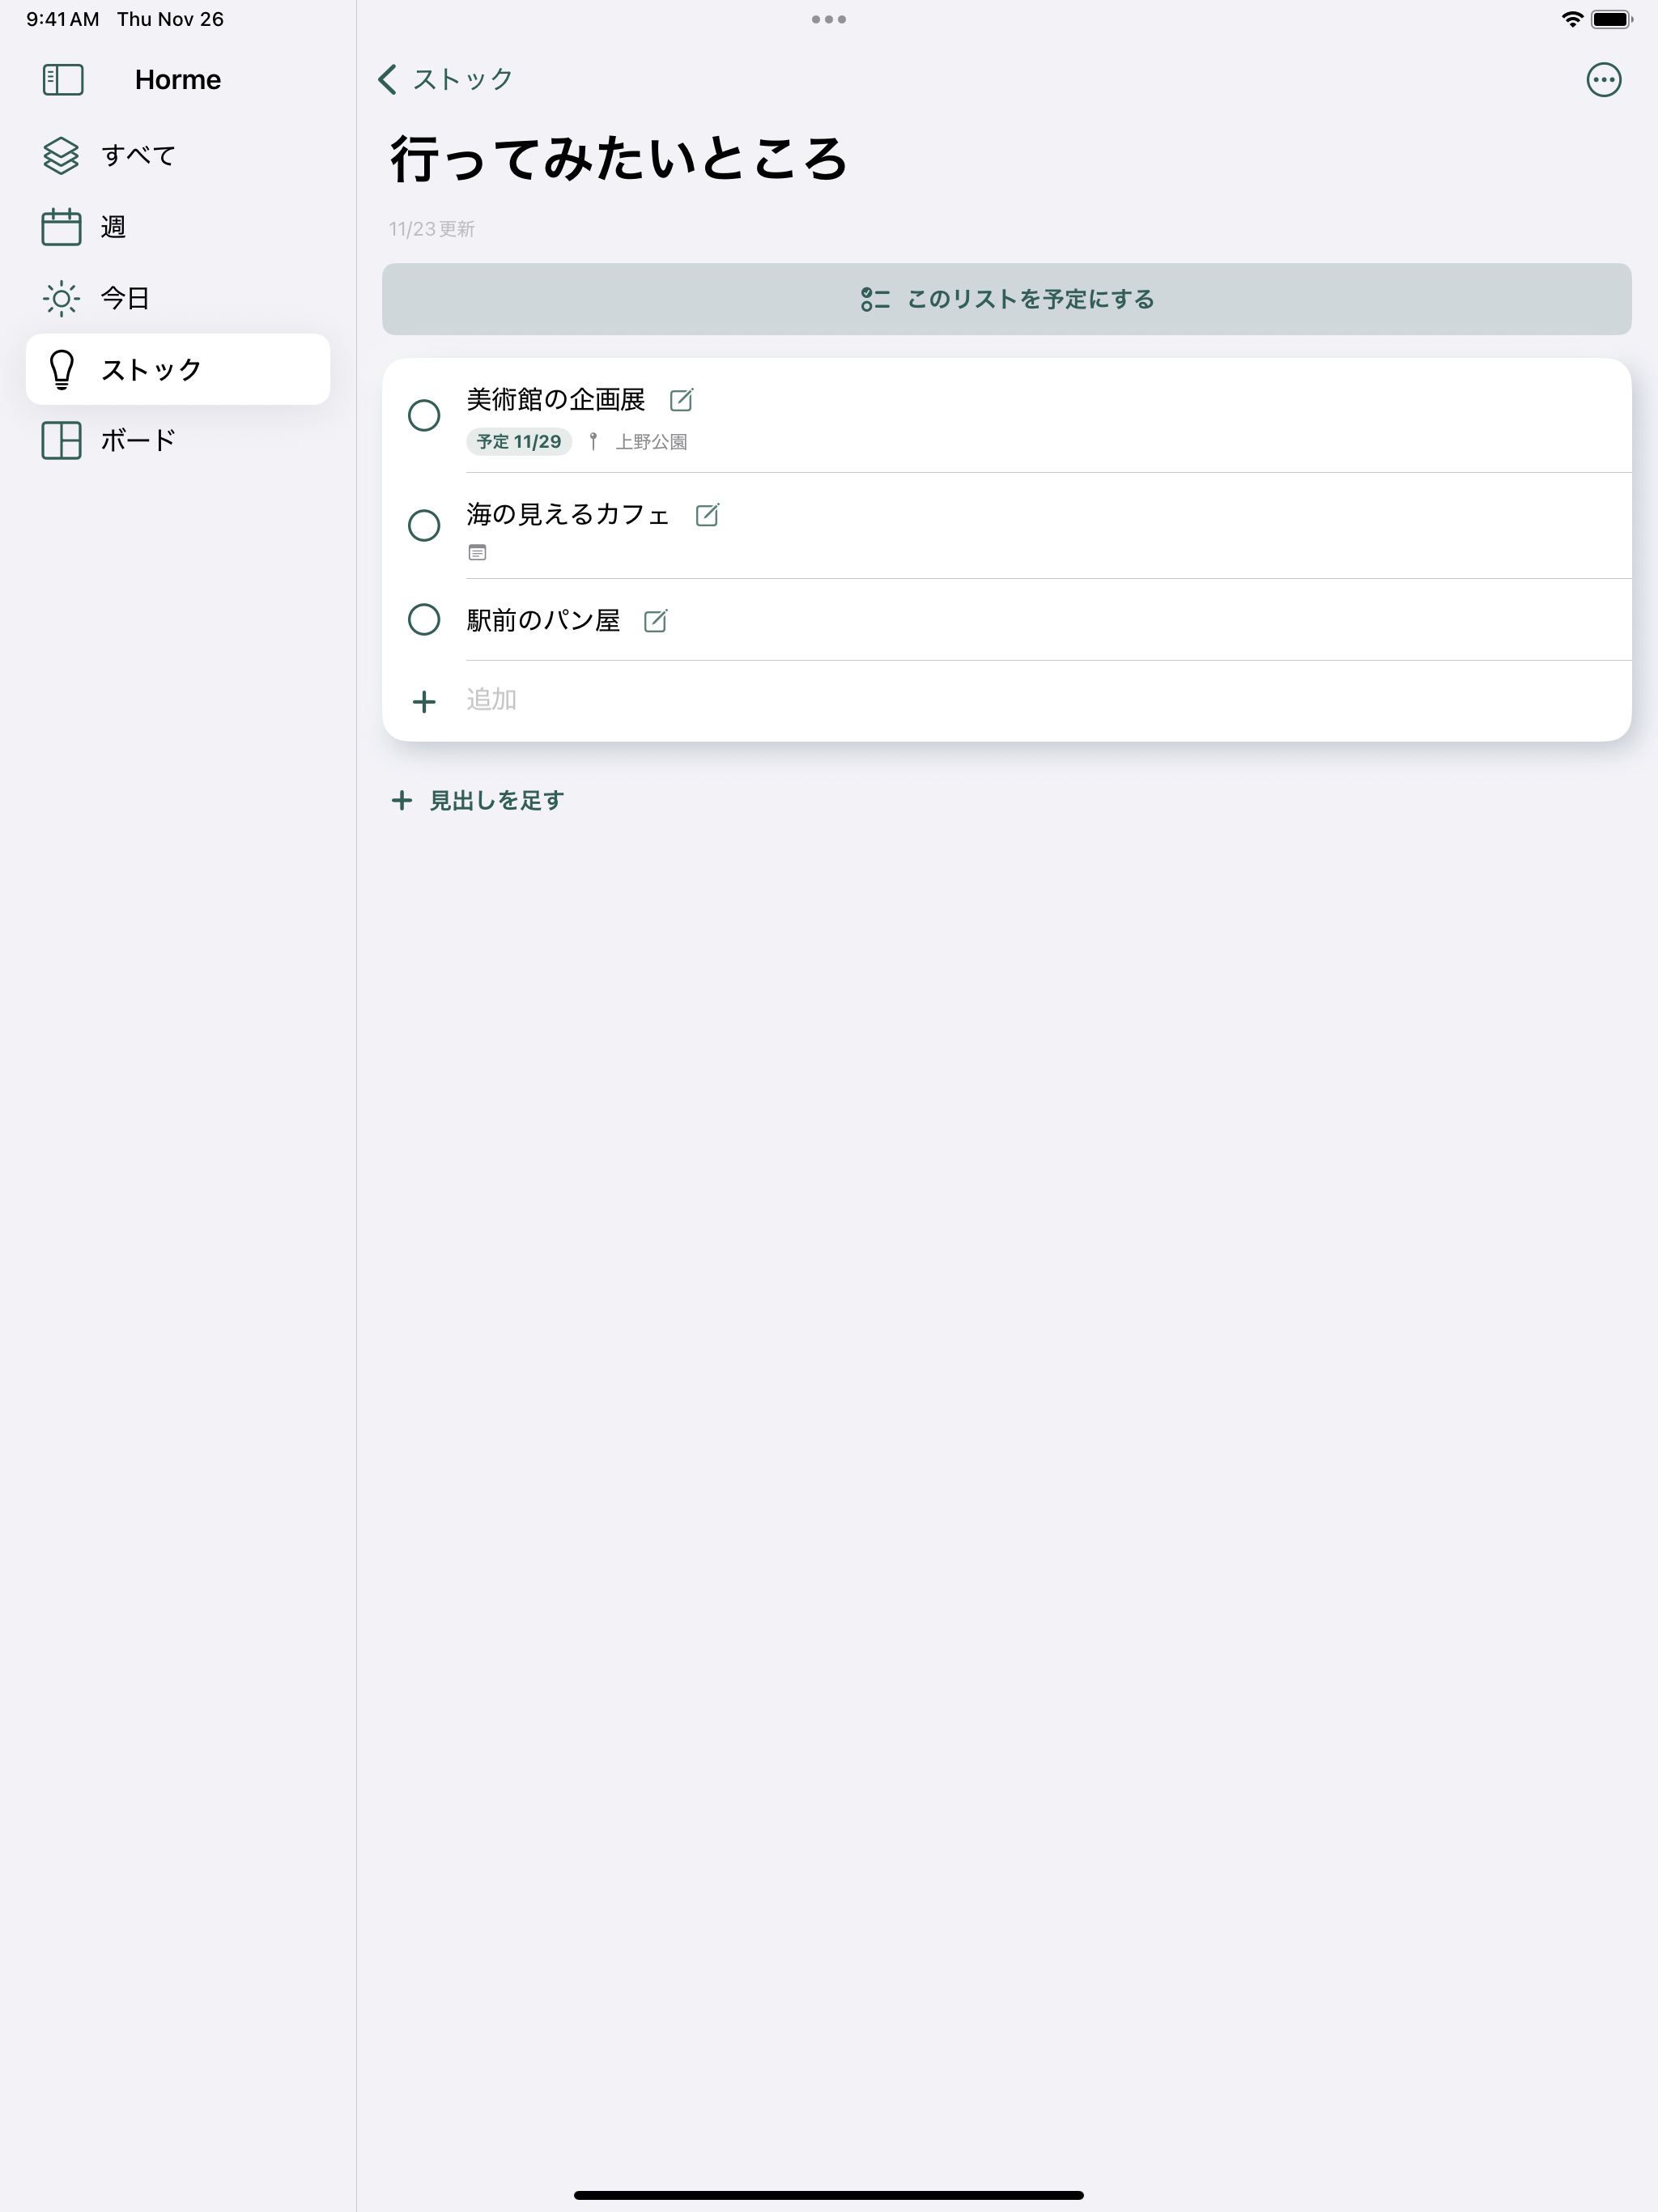 9:41 AM Thu Nov 26
Horme
すべて
週
今日
ストック
ボード
ストック
行ってみたいところ
11/23更新
このリストを予定にする
美術館の企画展
予定 11/29 上野公園
海の見えるカフェ
駅前のパン屋
追加
見出しを足す